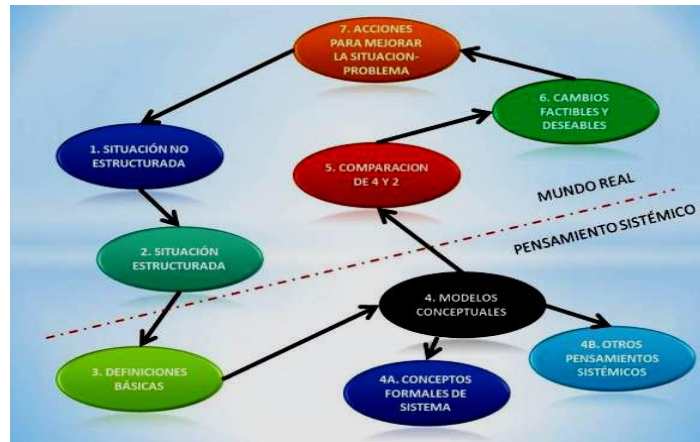 7. ACCIONES
PARA MEJORAR
LA SITUACION-
PROBLEMA
6. CAMBIOS
FACTIBLES Y
DESEABLES
1. SITUACIÓN NO
ESTRUCTURADA
5. COMPARACION
DE 4 Y 2
MUNDO REAL
PENSAMIENTO SISTÉMICO
2. SITUACIÓN
ESTRUCTURADA
4. MODELOS
CONCEPTUALES
4B. OTROS
PENSAMIENTOS
SISTÉMICOS
3. DEFINICIONES
BÁSICAS
4A. CONCEPTOS
FORMALES DE
SISTEMA